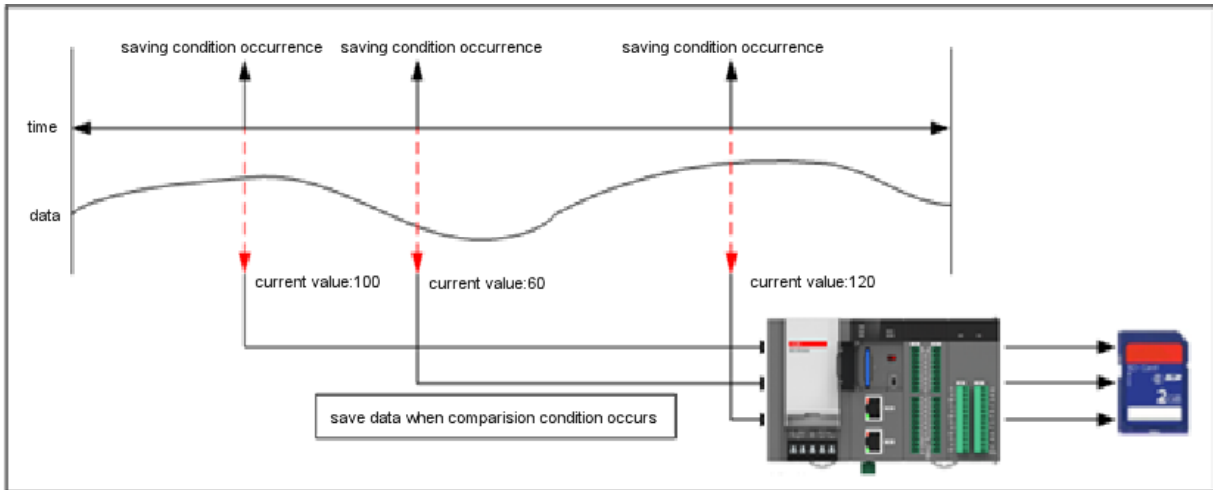 saving condition occurrence saving condition occurrence saving condition occurrence
time
data
current value:100 current value:60 current value:120
save data when comparision condition occurs
2